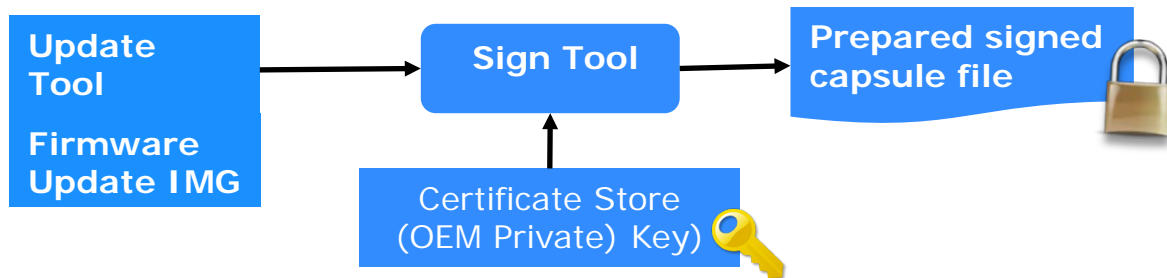 Update
Tool
Firmware
Update IMG
Sign Tool
Certificate Store
(OEM Private) Key)
Prepared signed
capsule file